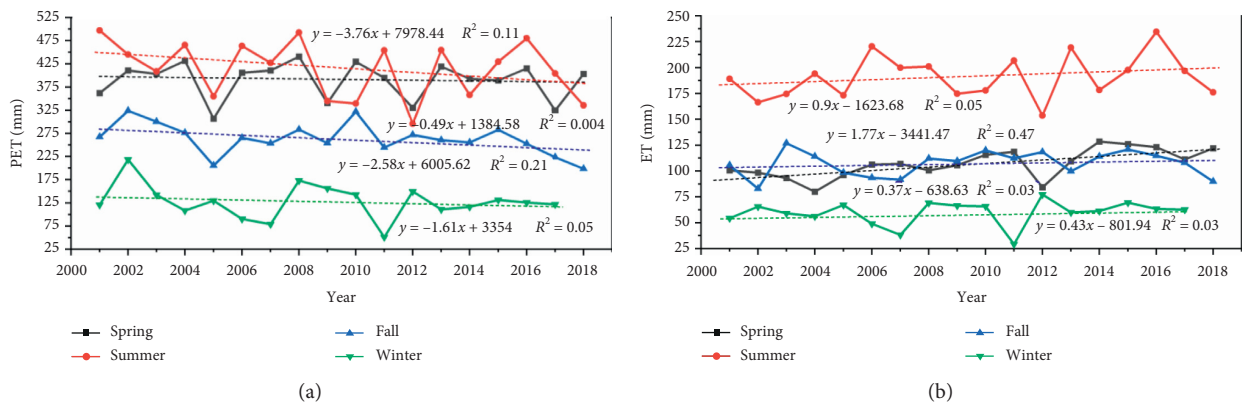 525
475
425
375
325
275
225
175
125
75
25
PET (mm)
y = –3.76x + 7978.44 R² = 0.11
y = –0.49x + 1384.58 R² = 0.004
y = –2.58x + 6005.62 R² = 0.21
y = –1.61x + 3354 R² = 0.05
2000 2002 2004 2006 2008 2010 2012 2014 2016 2018
Year
Spring
Fall
Summer
Winter
(a)
250
225
200
175
150
125
100
75
50
25
ET (mm)
y = 0.9x – 1623.68 R² = 0.05
y = 1.77x – 3441.47 R² = 0.47
y = 0.37x – 638.63 R² = 0.03
y = 0.43x – 801.94 R² = 0.03
2000 2002 2004 2006 2008 2010 2012 2014 2016 2018
Year
Spring
Fall
Summer
Winter
(b)